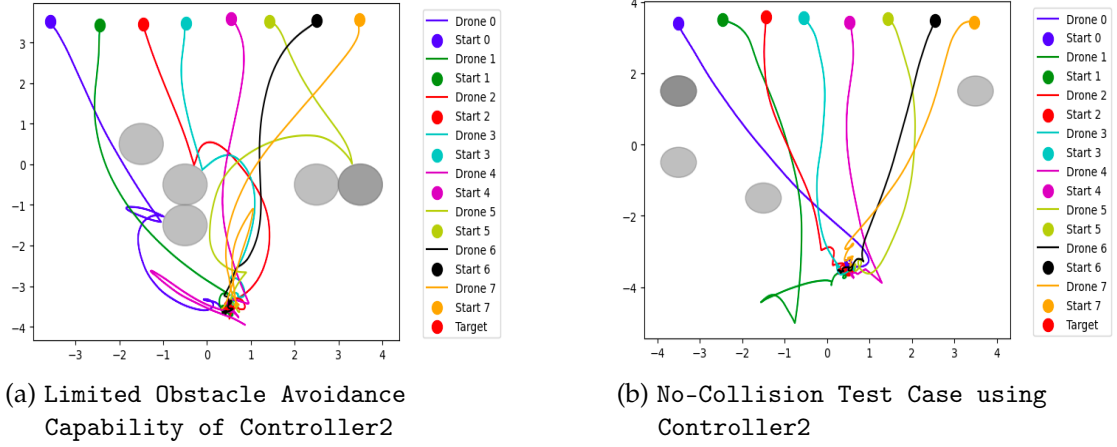 3
2
1
0
−1
−2
−3
−4
−3
−2
−1
0
1
2
3
4
Drone 0
Start 0
Drone 1
Start 1
Drone 2
Start 2
Drone 3
Start 3
Drone 4
Start 4
Drone 5
Start 5
Drone 6
Start 6
Drone 7
Start 7
Target
(a) Limited Obstacle Avoidance
Capability of Controller2
4
2
0
−2
−4
−4
−3
−2
−1
0
1
2
3
4
Drone 0
Start 0
Drone 1
Start 1
Drone 2
Start 2
Drone 3
Start 3
Drone 4
Start 4
Drone 5
Start 5
Drone 6
Start 6
Drone 7
Start 7
Target
(b) No-Collision Test Case using
Controller2